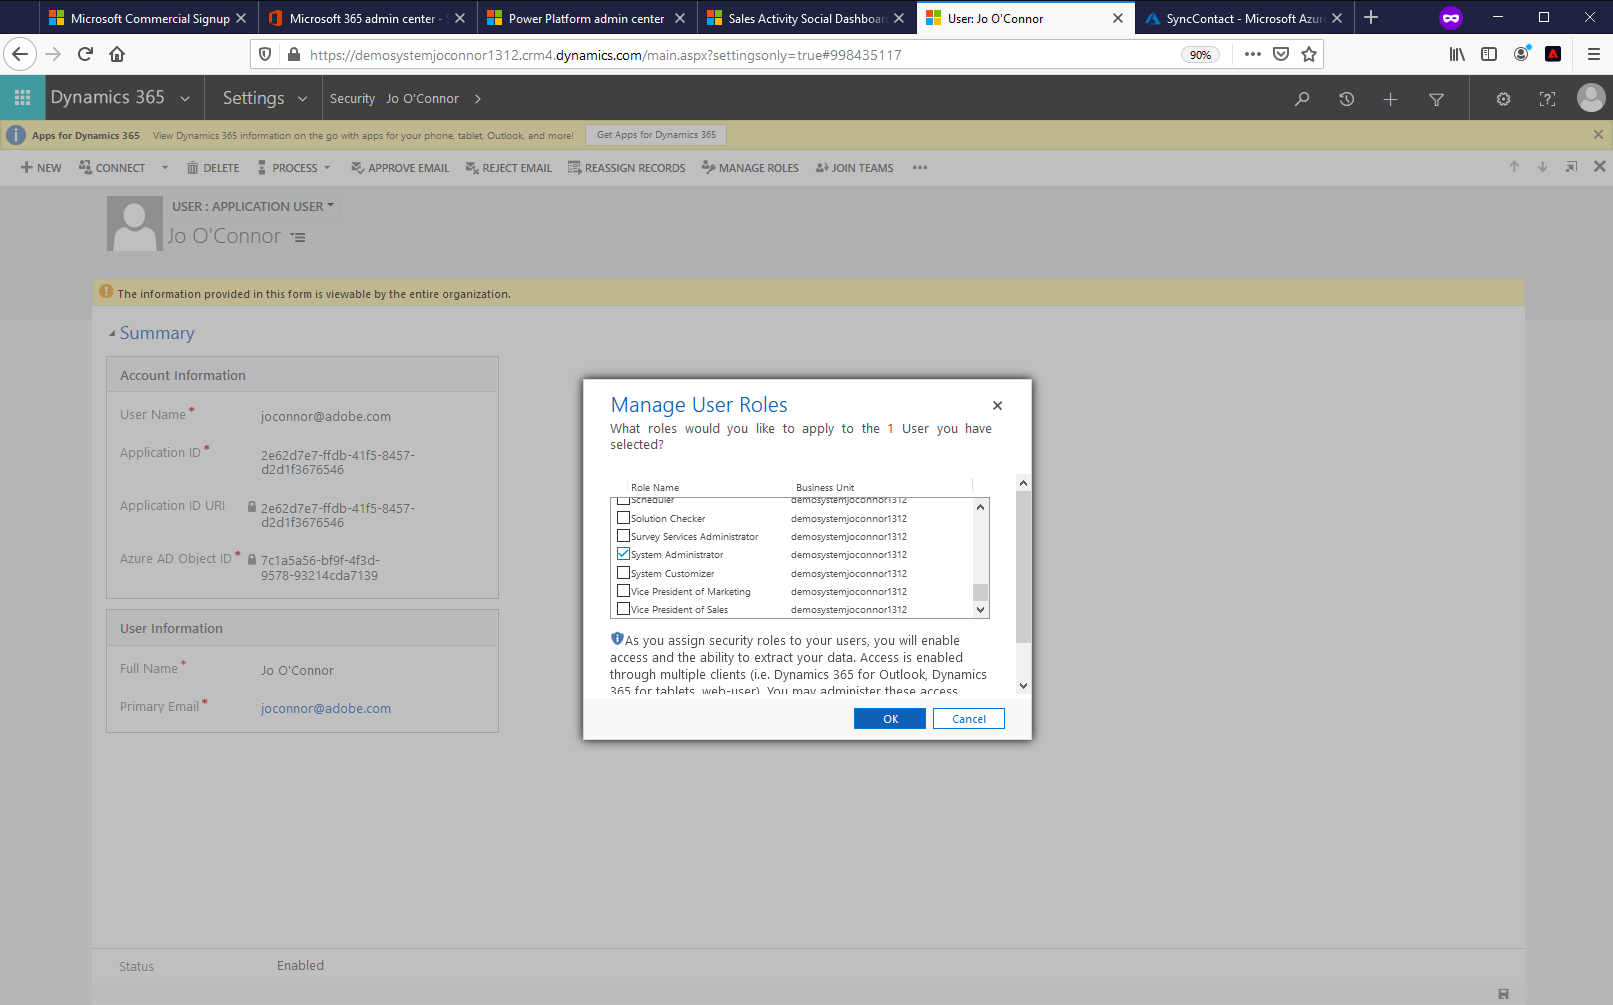 Microsoft Commercial Signup
Microsoft 365 admin center -
Power Platform admin center
Sales Activity Social Dashboar
User: Jo O'Connor
SyncContact - Microsoft Azur
https://demosystemjoconnor1312.crm4.dynamics.com/main.aspx?settingsonly=true#998435117
90%
Dynamics 365
Settings
Security
Jo O'Connor
Apps for Dynamics 365
View Dynamics 365 information on the go with apps for your phone, tablet, Outlook, and more!
Get Apps for Dynamics 365
NEW
CONNECT
DELETE
PROCESS
APPROVE EMAIL
REJECT EMAIL
REASSIGN RECORDS
MANAGE ROLES
JOIN TEAMS
USER : APPLICATION USER
Jo O'Connor
The information provided in this form is viewable by the entire organization.
Summary
Account Information
User Name*
joconnor@adobe.com
Application ID*
2e62d7e7-ffdb-41f5-8457-
d2d1f3676546
Application ID URI
2e62d7e7-ffdb-41f5-8457-
d2d1f3676546
Azure AD Object ID*
7c1a5a56-bf9f-4f3d-
9578-93214cda7139
User Information
Full Name*
Jo O'Connor
Primary Email*
joconnor@adobe.com
Manage User Roles
What roles would you like to apply to the 1 User you have
selected?
Role Name
Business Unit
Scheduler
demosystemjoconnor1312
Solution Checker
demosystemjoconnor1312
Survey Services Administrator
demosystemjoconnor1312
System Administrator
demosystemjoconnor1312
System Customizer
demosystemjoconnor1312
Vice President of Marketing
demosystemjoconnor1312
Vice President of Sales
demosystemjoconnor1312
As you assign security roles to your users, you will enable
access and the ability to extract your data. Access is enabled
through multiple clients (i.e. Dynamics 365 for Outlook, Dynamics
365 for tablets, web-user). You may administer these access
OK
Cancel
Status
Enabled